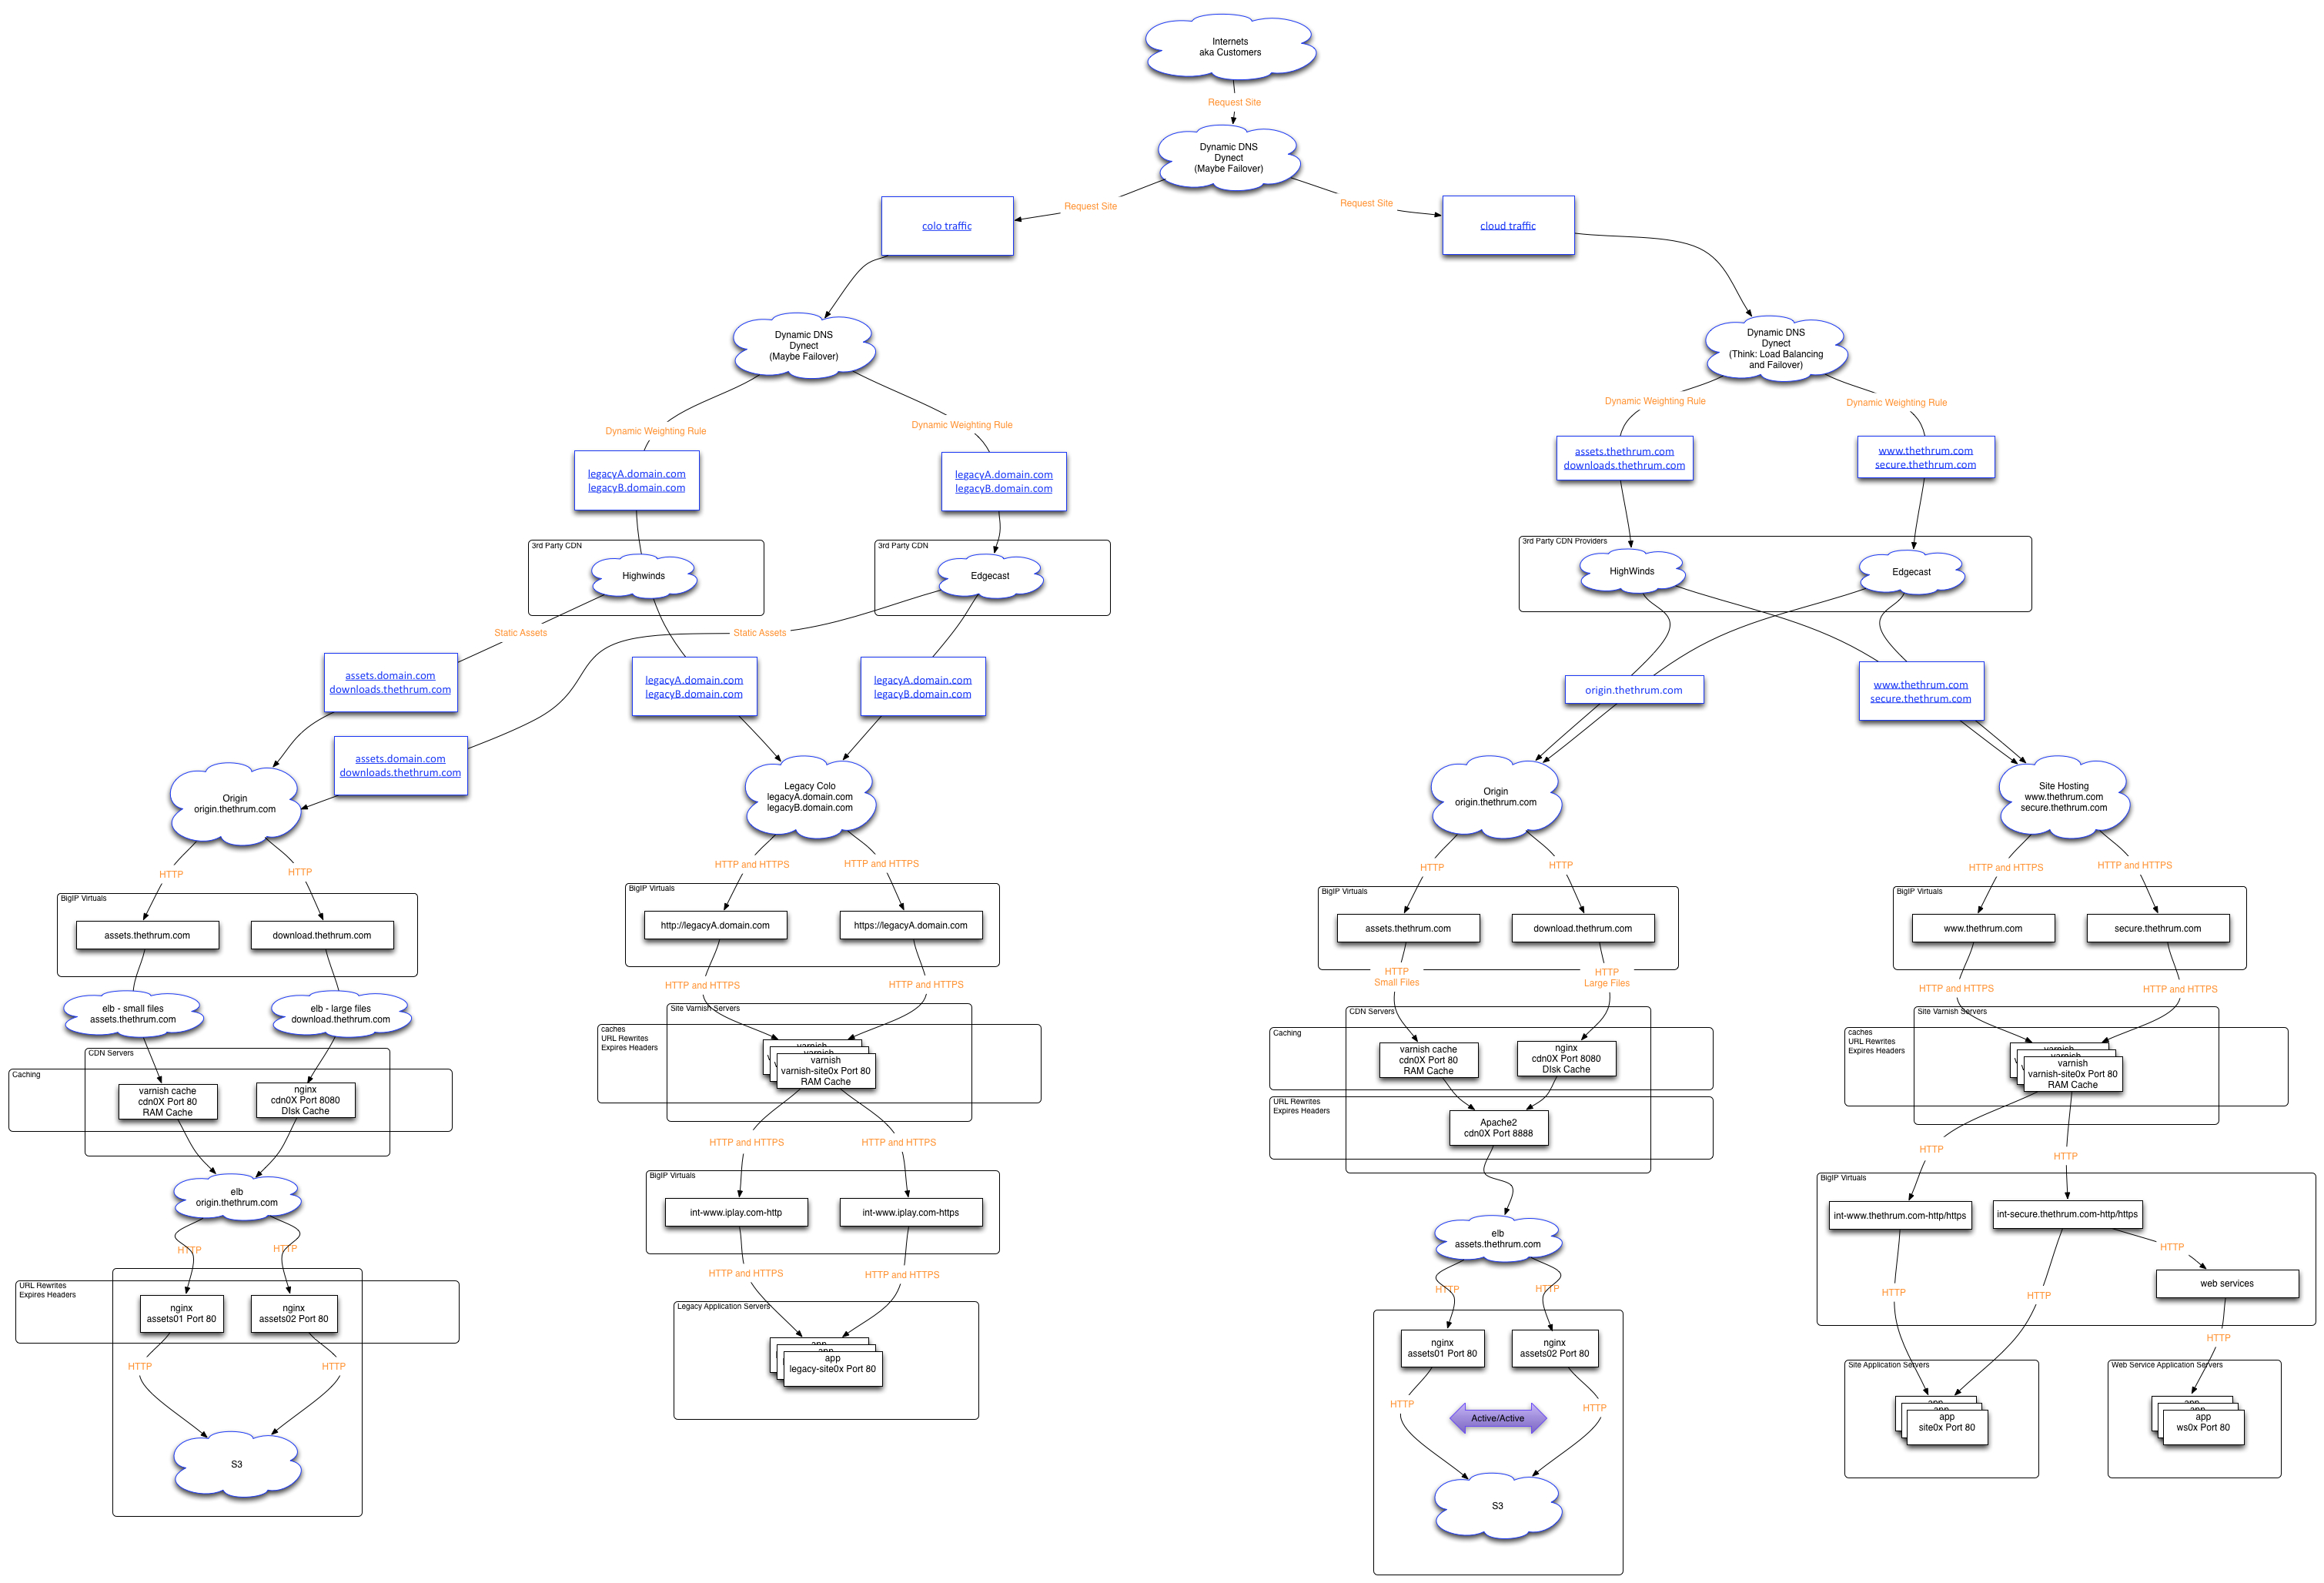 Internets
aka Customers
Request Site
Dynamic DNS
Dynect
(Maybe Failover)
Request Site
Request Site
colo traffic
cloud traffic
Dynamic DNS
Dynect
(Maybe Failover)
Dynamic DNS
Dynect
(Think: Load Balancing
and Failover)
Dynamic Weighting Rule
Dynamic Weighting Rule
Dynamic Weighting Rule
Dynamic Weighting Rule
legacyA.domain.com
legacyB.domain.com
legacyA.domain.com
legacyB.domain.com
assets.thethrum.com
downloads.thethrum.com
www.thethrum.com
secure.thethrum.com
3rd Party CDN
Highwinds
3rd Party CDN
Edgecast
3rd Party CDN Providers
HighWinds
Edgecast
Static Assets
Static Assets
assets.domain.com
downloads.thethrum.com
legacyA.domain.com
legacyB.domain.com
legacyA.domain.com
legacyB.domain.com
origin.thethrum.com
www.thethrum.com
secure.thethrum.com
assets.domain.com
downloads.thethrum.com
Origin
origin.thethrum.com
Legacy Colo
legacyA.domain.com
legacyB.domain.com
Origin
origin.thethrum.com
Site Hosting
www.thethrum.com
secure.thethrum.com
HTTP
HTTP
HTTP and HTTPS
HTTP and HTTPS
HTTP
HTTP
HTTP and HTTPS
HTTP and HTTPS
BigIP Virtuals
assets.thethrum.com
download.thethrum.com
BigIP Virtuals
http://legacyA.domain.com
https://legacyA.domain.com
BigIP Virtuals
assets.thethrum.com
download.thethrum.com
BigIP Virtuals
www.thethrum.com
secure.thethrum.com
elb - small files
assets.thethrum.com
elb - large files
download.thethrum.com
HTTP and HTTPS
HTTP and HTTPS
HTTP
Small Files
HTTP
Large Files
HTTP and HTTPS
HTTP and HTTPS
CDN Servers
Caching
varnish cache
cdn0X Port 80
RAM Cache
nginx
cdn0X Port 8080
DIsk Cache
Site Varnish Servers
caches
URL Rewrites
Expires Headers
varnish
varnish
varnish
varnish-site0x Port 80
RAM Cache
CDN Servers
Caching
varnish cache
cdn0X Port 80
RAM Cache
nginx
cdn0X Port 8080
DIsk Cache
URL Rewrites
Expires Headers
Apache2
cdn0X Port 8888
Site Varnish Servers
caches
URL Rewrites
Expires Headers
varnish
varnish
varnish
varnish-site0x Port 80
RAM Cache
elb
origin.thethrum.com
HTTP and HTTPS
HTTP and HTTPS
HTTP
HTTP
BigIP Virtuals
int-www.iplay.com-http
int-www.iplay.com-https
elb
assets.thethrum.com
BigIP Virtuals
int-www.thethrum.com-http/https
int-secure.thethrum.com-http/https
HTTP
web services
HTTP
HTTP
HTTP and HTTPS
HTTP and HTTPS
HTTP
HTTP
HTTP
HTTP
HTTP
URL Rewrites
Expires Headers
nginx
assets01 Port 80
nginx
assets02 Port 80
HTTP
HTTP
S3
Legacy Application Servers
app
app
app
legacy-site0x Port 80
nginx
assets01 Port 80
nginx
assets02 Port 80
HTTP
HTTP
Active/Active
S3
Site Application Servers
app
app
app
site0x Port 80
Web Service Application Servers
app
app
app
ws0x Port 80